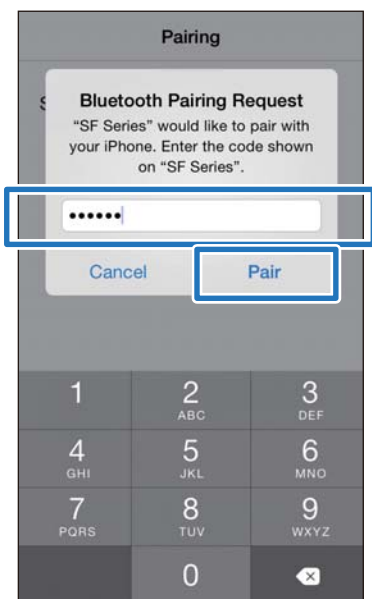 Pairing
S
Bluetooth Pairing Request
“SF Series” would like to pair with
your iPhone. Enter the code shown
on “SF Series”.
••••••
Cancel Pair
1 2 3
ABC DEF
4 5 6
GHI JKL MNO
7 8 9
PQRS TUV WXYZ
0